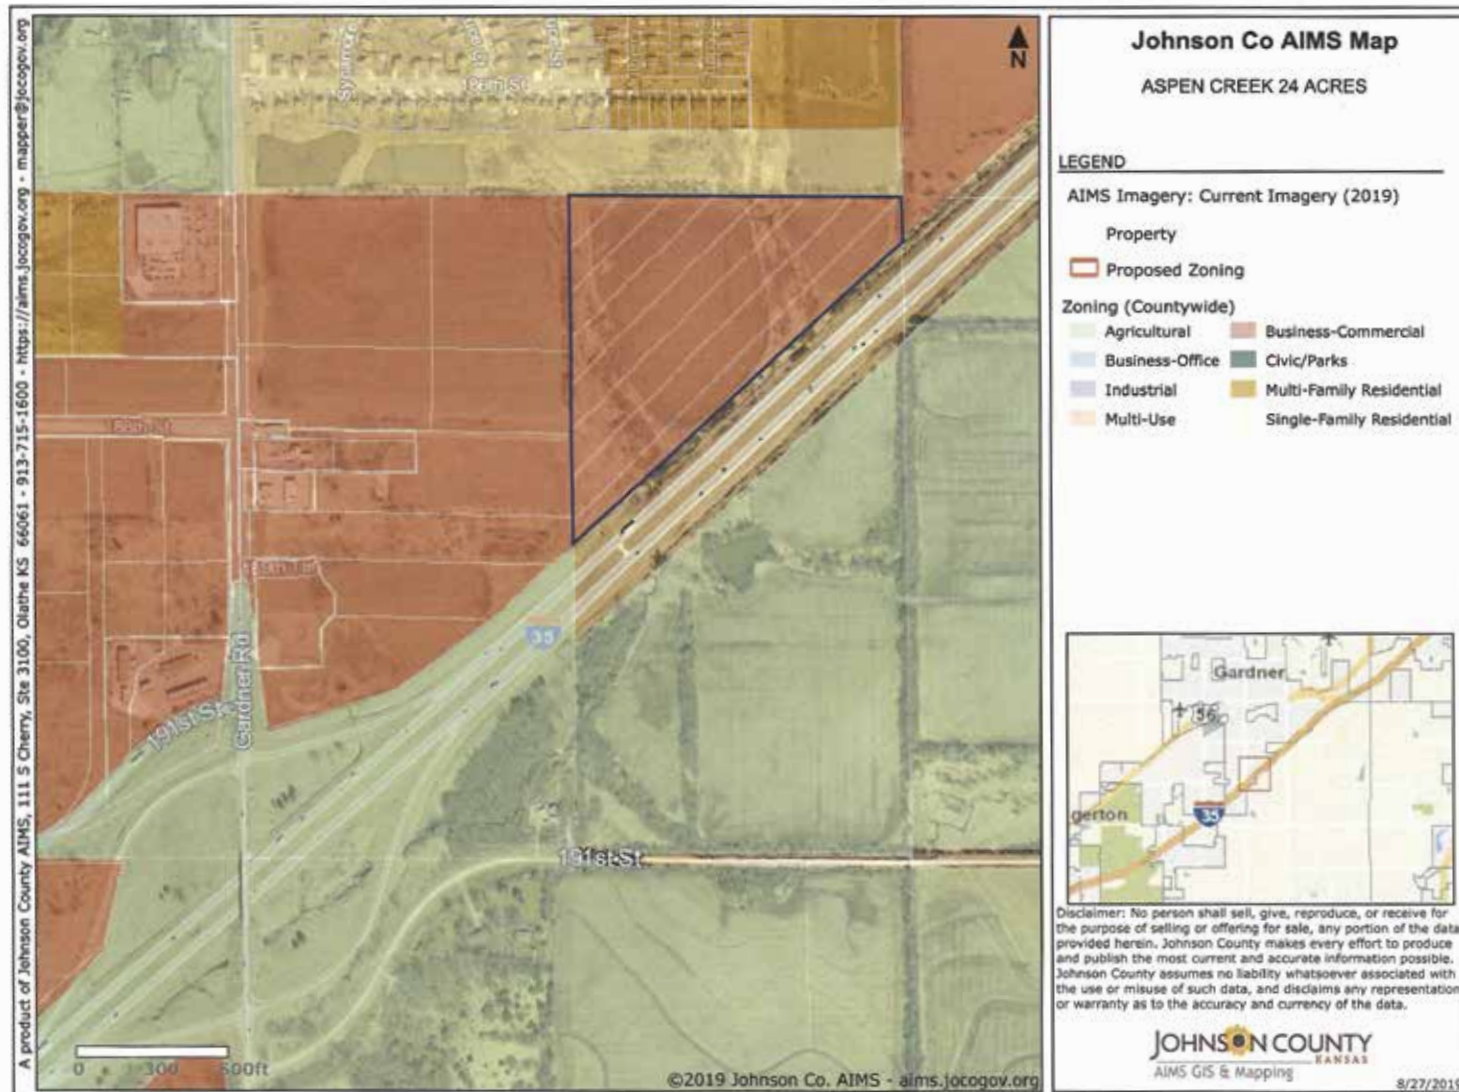 A product of Johnson County AIMS, 111 S Cherry, Ste 3100, Olathe KS 66061 - 913-715-1600 - https://aims.jocogov.org - mapper@jocogov.org
N
188th St
Gardner Rd
191st St
35
191st St
0 300 600ft
©2019 Johnson Co. AIMS - aims.jocogov.org
Johnson Co AIMS Map
ASPEN CREEK 24 ACRES
LEGEND
AIMS Imagery: Current Imagery (2019)
Property
Proposed Zoning
Zoning (Countywide)
Agricultural
Business-Office
Industrial
Multi-Use
Business-Commercial
Civic/Parks
Multi-Family Residential
Single-Family Residential
Gardner
56
35
gerton
Disclaimer: No person shall sell, give, reproduce, or receive for
the purpose of selling or offering for sale, any portion of the data
provided herein. Johnson County makes every effort to produce
and publish the most current and accurate information possible.
Johnson County assumes no liability whatsoever associated with
the use or misuse of such data, and disclaims any representation
or warranty as to the accuracy and currency of the data.
JOHNSON COUNTY
KANSAS
AIMS GIS & Mapping
8/27/2019